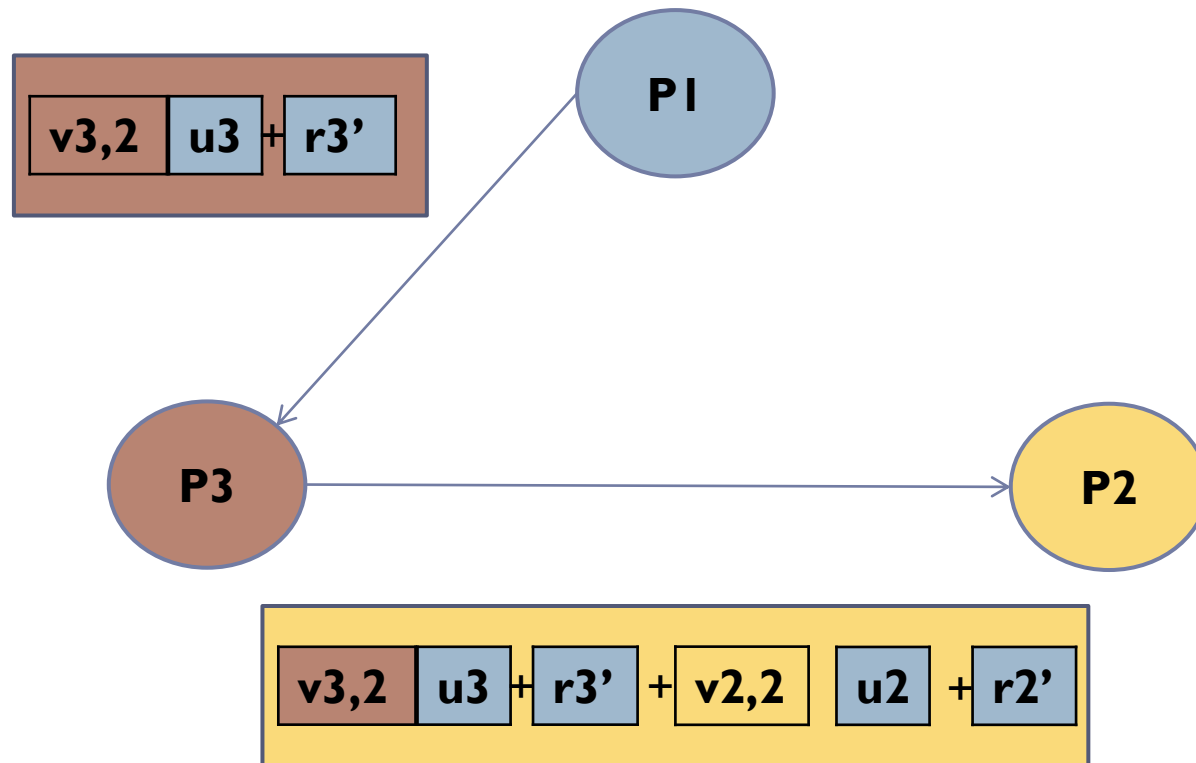 P1
v3,2 u3 + r3’
P3
P2
v3,2 u3 + r3’ + v2,2 u2 + r2’